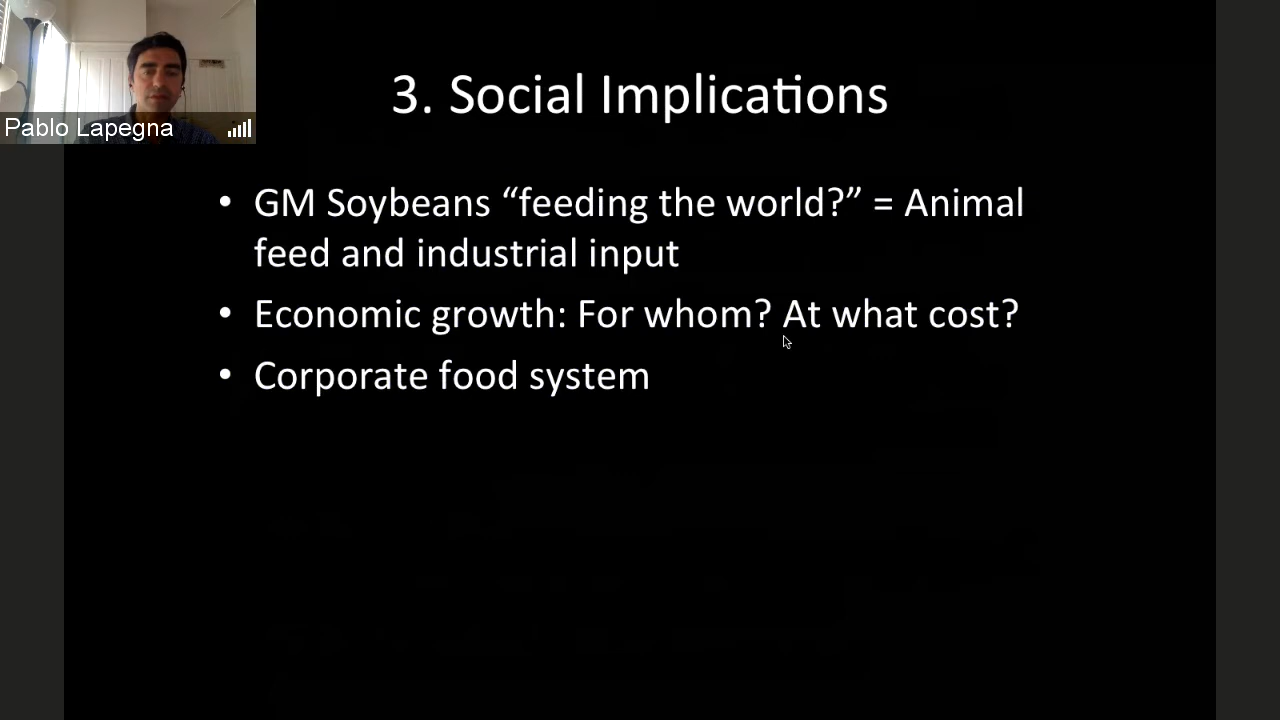 Pablo Lapegna
3. Social Implications
• GM Soybeans “feeding the world?” = Animal
feed and industrial input
• Economic growth: For whom? At what cost?
• Corporate food system